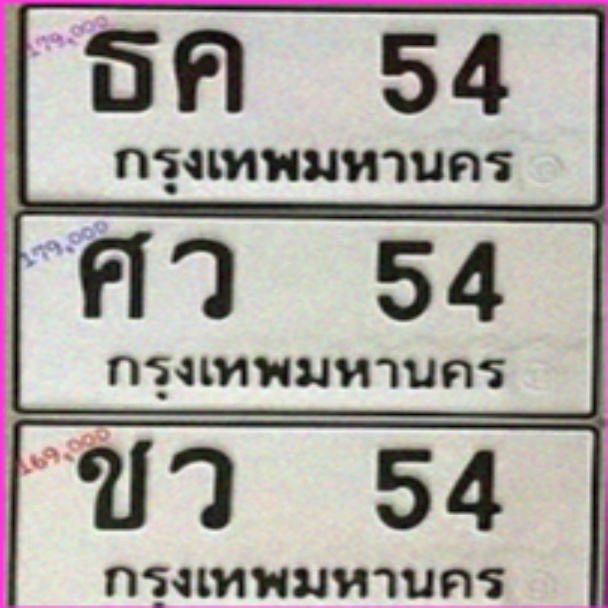 179,000
ธค 54
กรุงเทพมหานคร
179,000
ศว 54
กรุงเทพมหานคร
169,000
ชว 54
กรุงเทพมหานคร